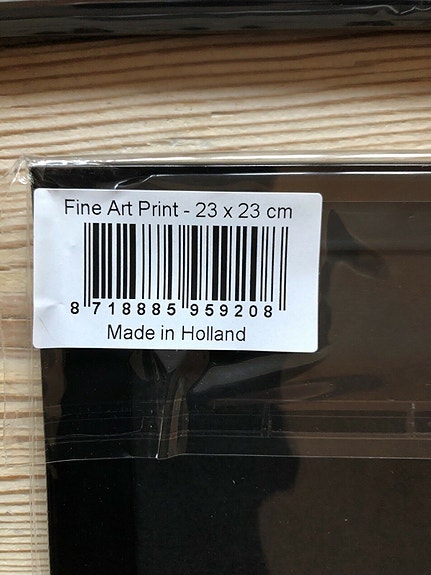 Fine Art Print - 23 x 23 cm
8 718885 959208
Made in Holland